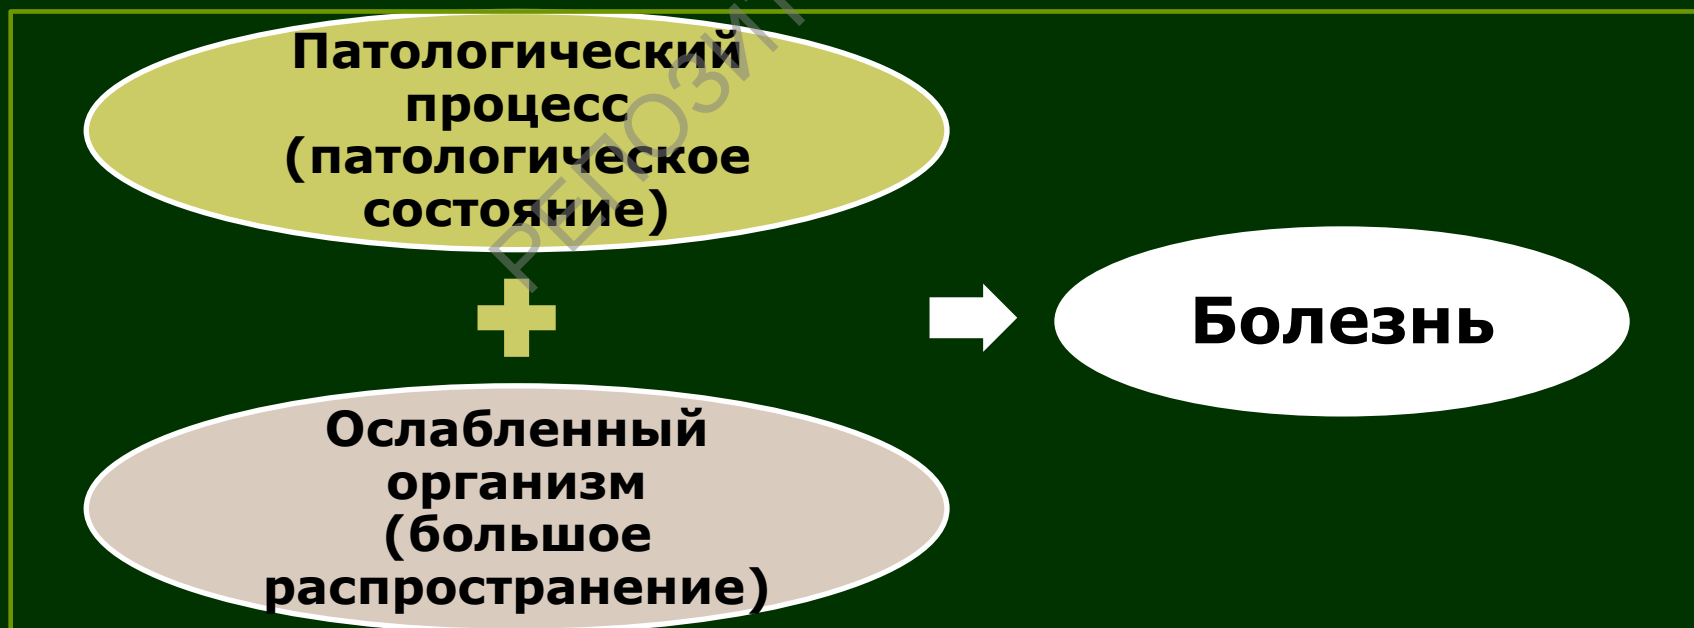 Патологический
процесс
(патологическое
состояние)
Ослабленный
организм
(большое
распространение)
Болезнь